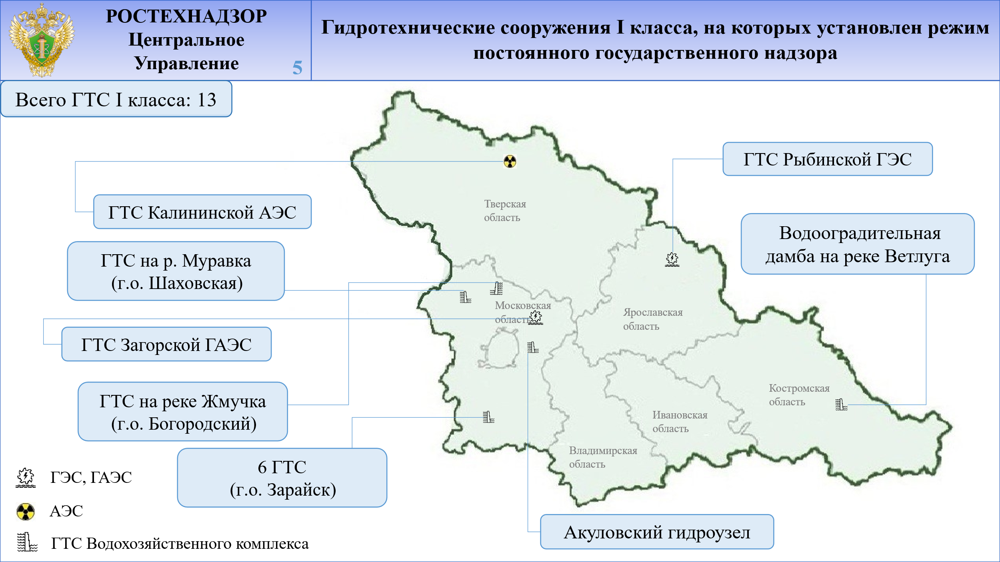 РОСТЕХНАДЗОР
Центральное
Управление
5
Гидротехнические сооружения I класса, на которых установлен режим
постоянного государственного надзора
Всего ГТС I класса: 13
ГТС Рыбинской ГЭС
ГТС Калининской АЭС
Тверская
область
Водооградительная
дамба на реке Ветлуга
ГТС на р. Муравка
(г.о. Шаховская)
Московская
область
Ярославская
область
ГТС Загорской ГАЭС
ГТС на реке Жмучка
(г.о. Богородский)
Костромская
область
Ивановская
область
Владимирская
область
6 ГТС
(г.о. Зарайск)
ГЭС, ГАЭС
АЭС
ГТС Водохозяйственного комплекса
Акуловский гидроузел